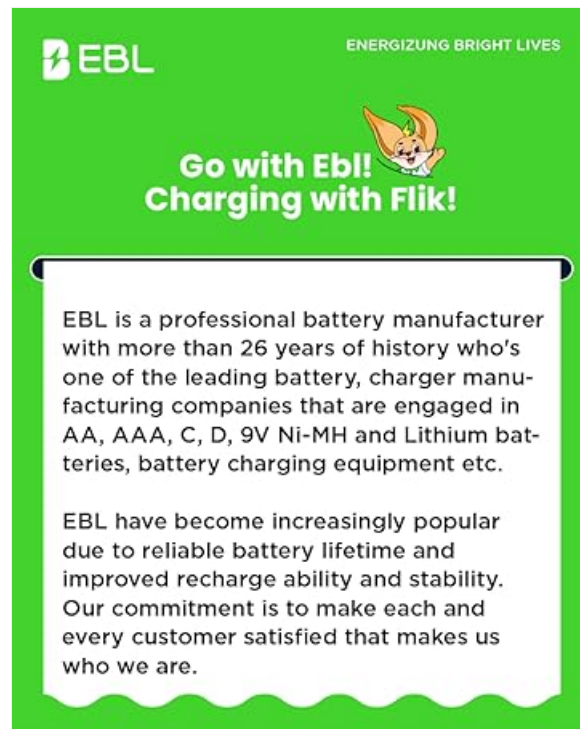 EBL
ENERGIZUNG BRIGHT LIVES
Go with Ebl!
Charging with Flik!
EBL is a professional battery manufacturer
with more than 26 years of history who's
one of the leading battery, charger manu-
facturing companies that are engaged in
AA, AAA, C, D, 9V Ni-MH and Lithium bat-
teries, battery charging equipment etc.
EBL have become increasingly popular
due to reliable battery lifetime and
improved recharge ability and stability.
Our commitment is to make each and
every customer satisfied that makes us
who we are.